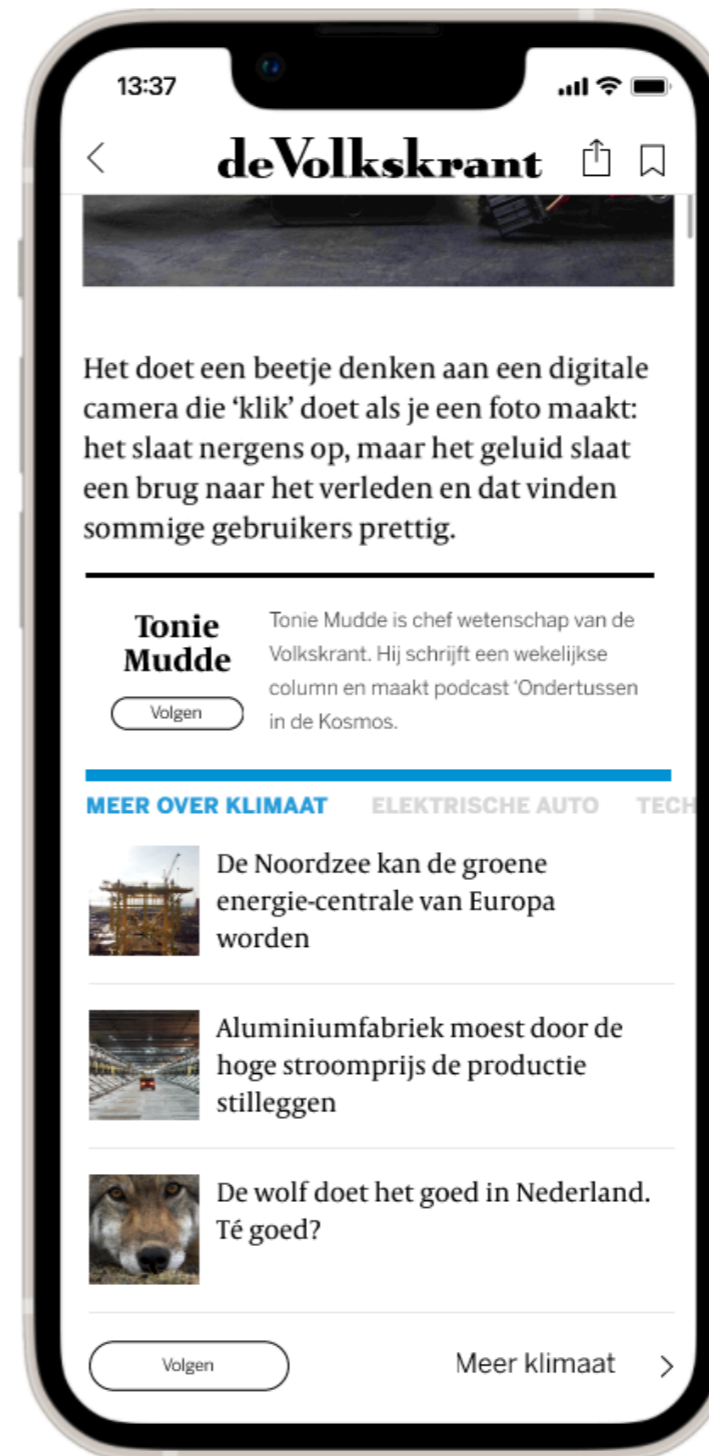 13:37
deVolkskrant
Het doet een beetje denken aan een digitale
camera die ‘klik’ doet als je een foto maakt:
het slaat nergens op, maar het geluid slaat
een brug naar het verleden en dat vinden
sommige gebruikers prettig.
Tonie
Mudde
Volgen
Tonie Mudde is chef wetenschap van de
Volkskrant. Hij schrijft een wekelijkse
column en maakt podcast ‘Ondertussen
in de Kosmos.
MEER OVER KLIMAAT ELEKTRISCHE AUTO TECH
De Noordzee kan de groene
energie-centrale van Europa
worden
Aluminiumfabriek moest door de
hoge stroomprijs de productie
stilleggen
De wolf doet het goed in Nederland.
Té goed?
Volgen Meer klimaat